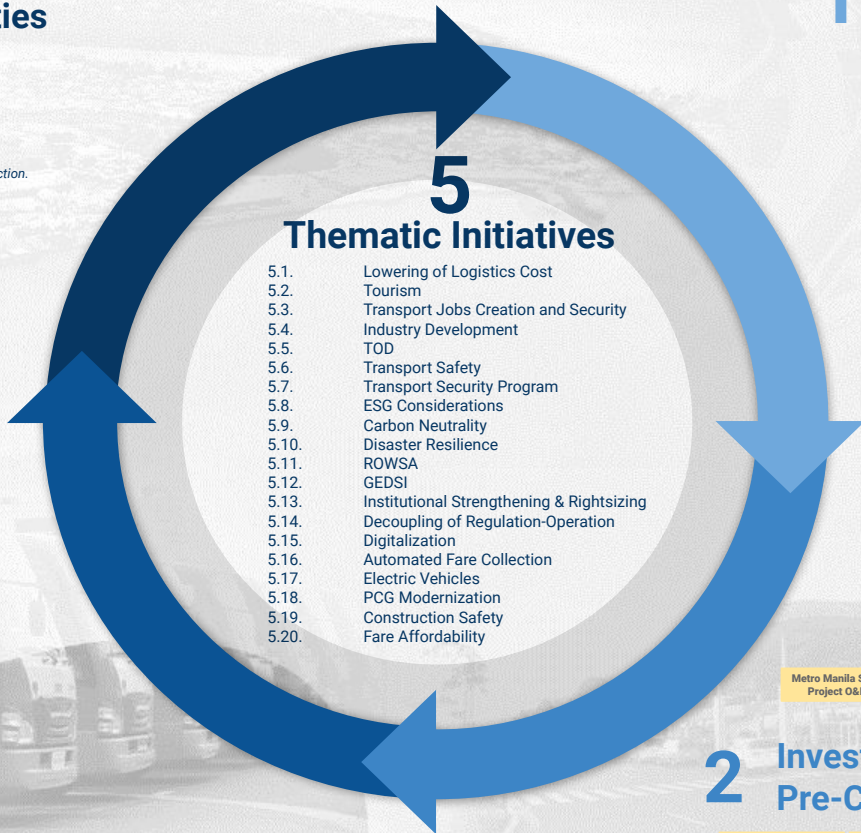 ties
ction.
5
Thematic Initiatives
5.1. Lowering of Logistics Cost
5.2. Tourism
5.3. Transport Jobs Creation and Security
5.4. Industry Development
5.5. TOD
5.6. Transport Safety
5.7. Transport Security Program
5.8. ESG Considerations
5.9. Carbon Neutrality
5.10. Disaster Resilience
5.11. ROWSA
5.12. GEDSI
5.13. Institutional Strengthening & Rightsizing
5.14. Decoupling of Regulation-Operation
5.15. Digitalization
5.16. Automated Fare Collection
5.17. Electric Vehicles
5.18. PCG Modernization
5.19. Construction Safety
5.20. Fare Affordability
Metro Manila S
Project O&
2 Invest
Pre-C